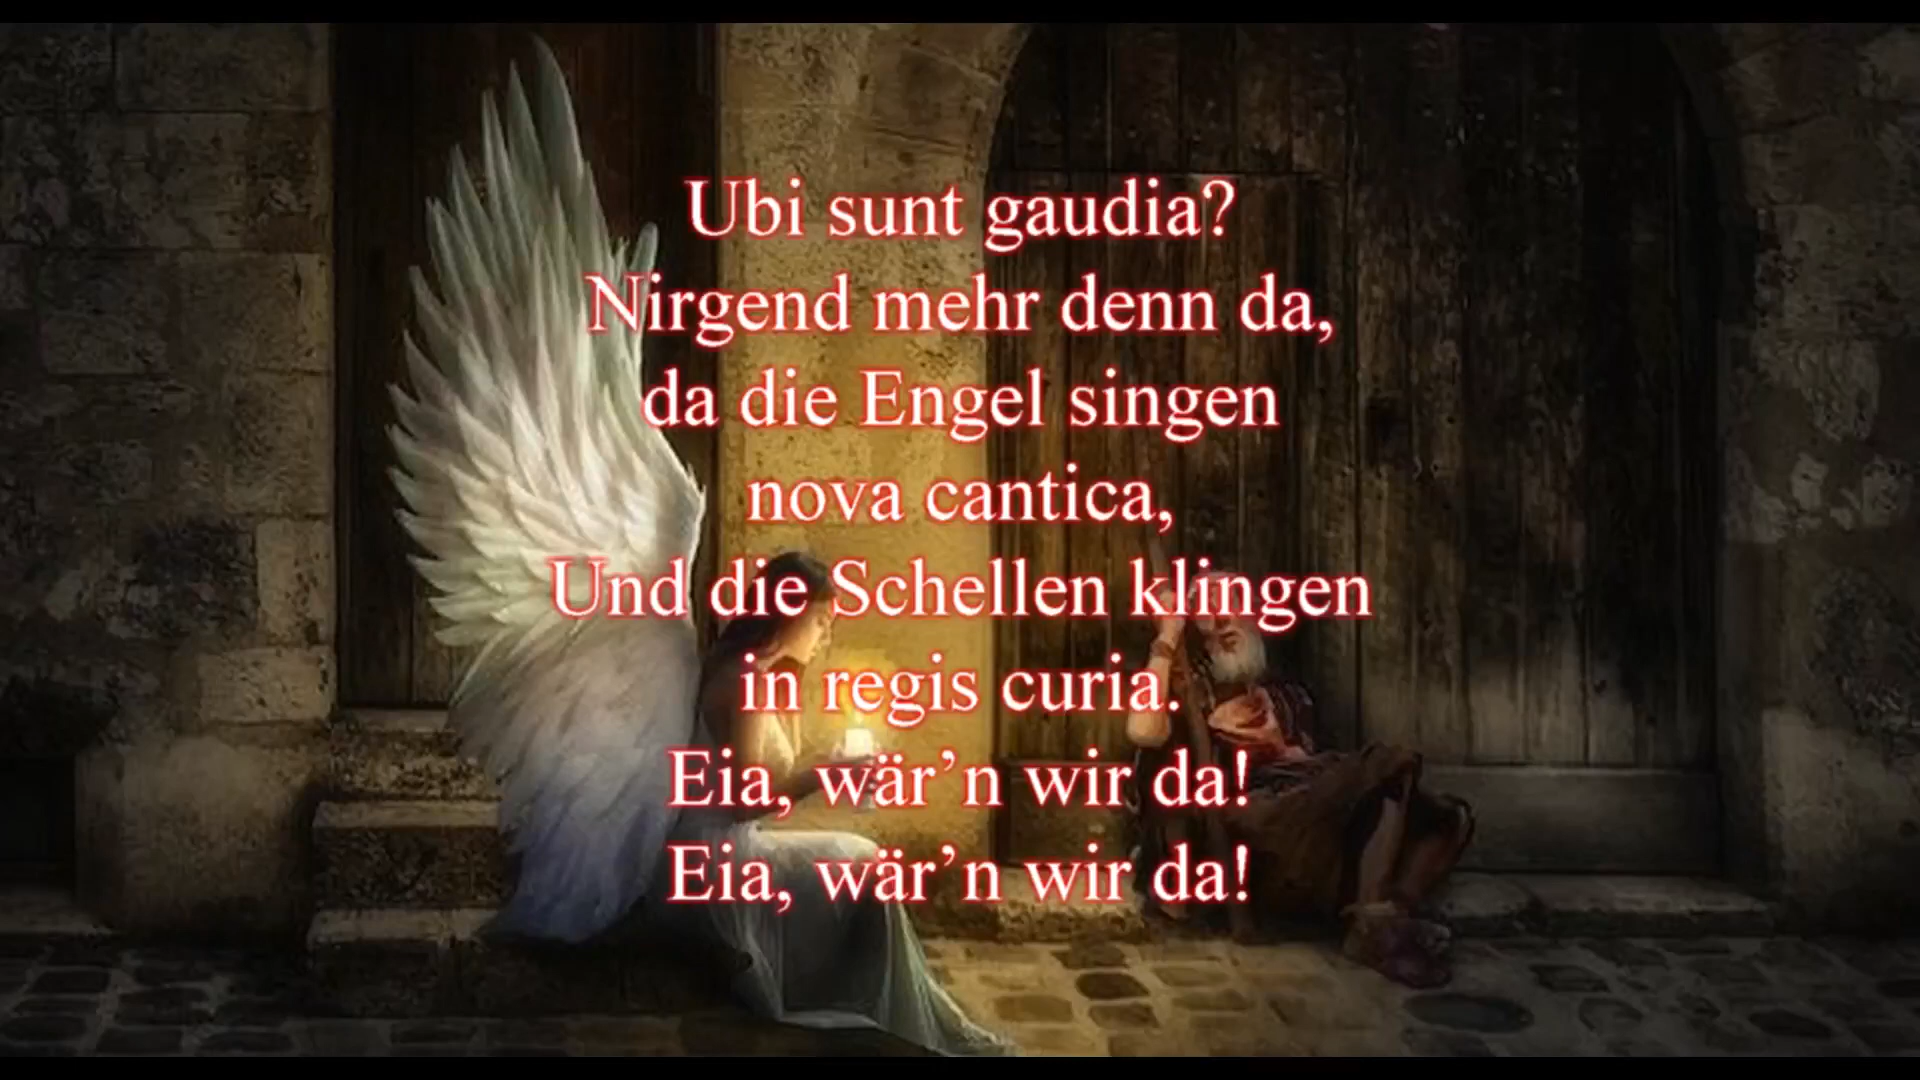 Ubi sunt gaudia?
Nirgend mehr denn da,
da die Engel singen
nova cantica,
Und die Schellen klingen
in regis curia.
Eia, wär’n wir da!
Eia, wär’n wir da!